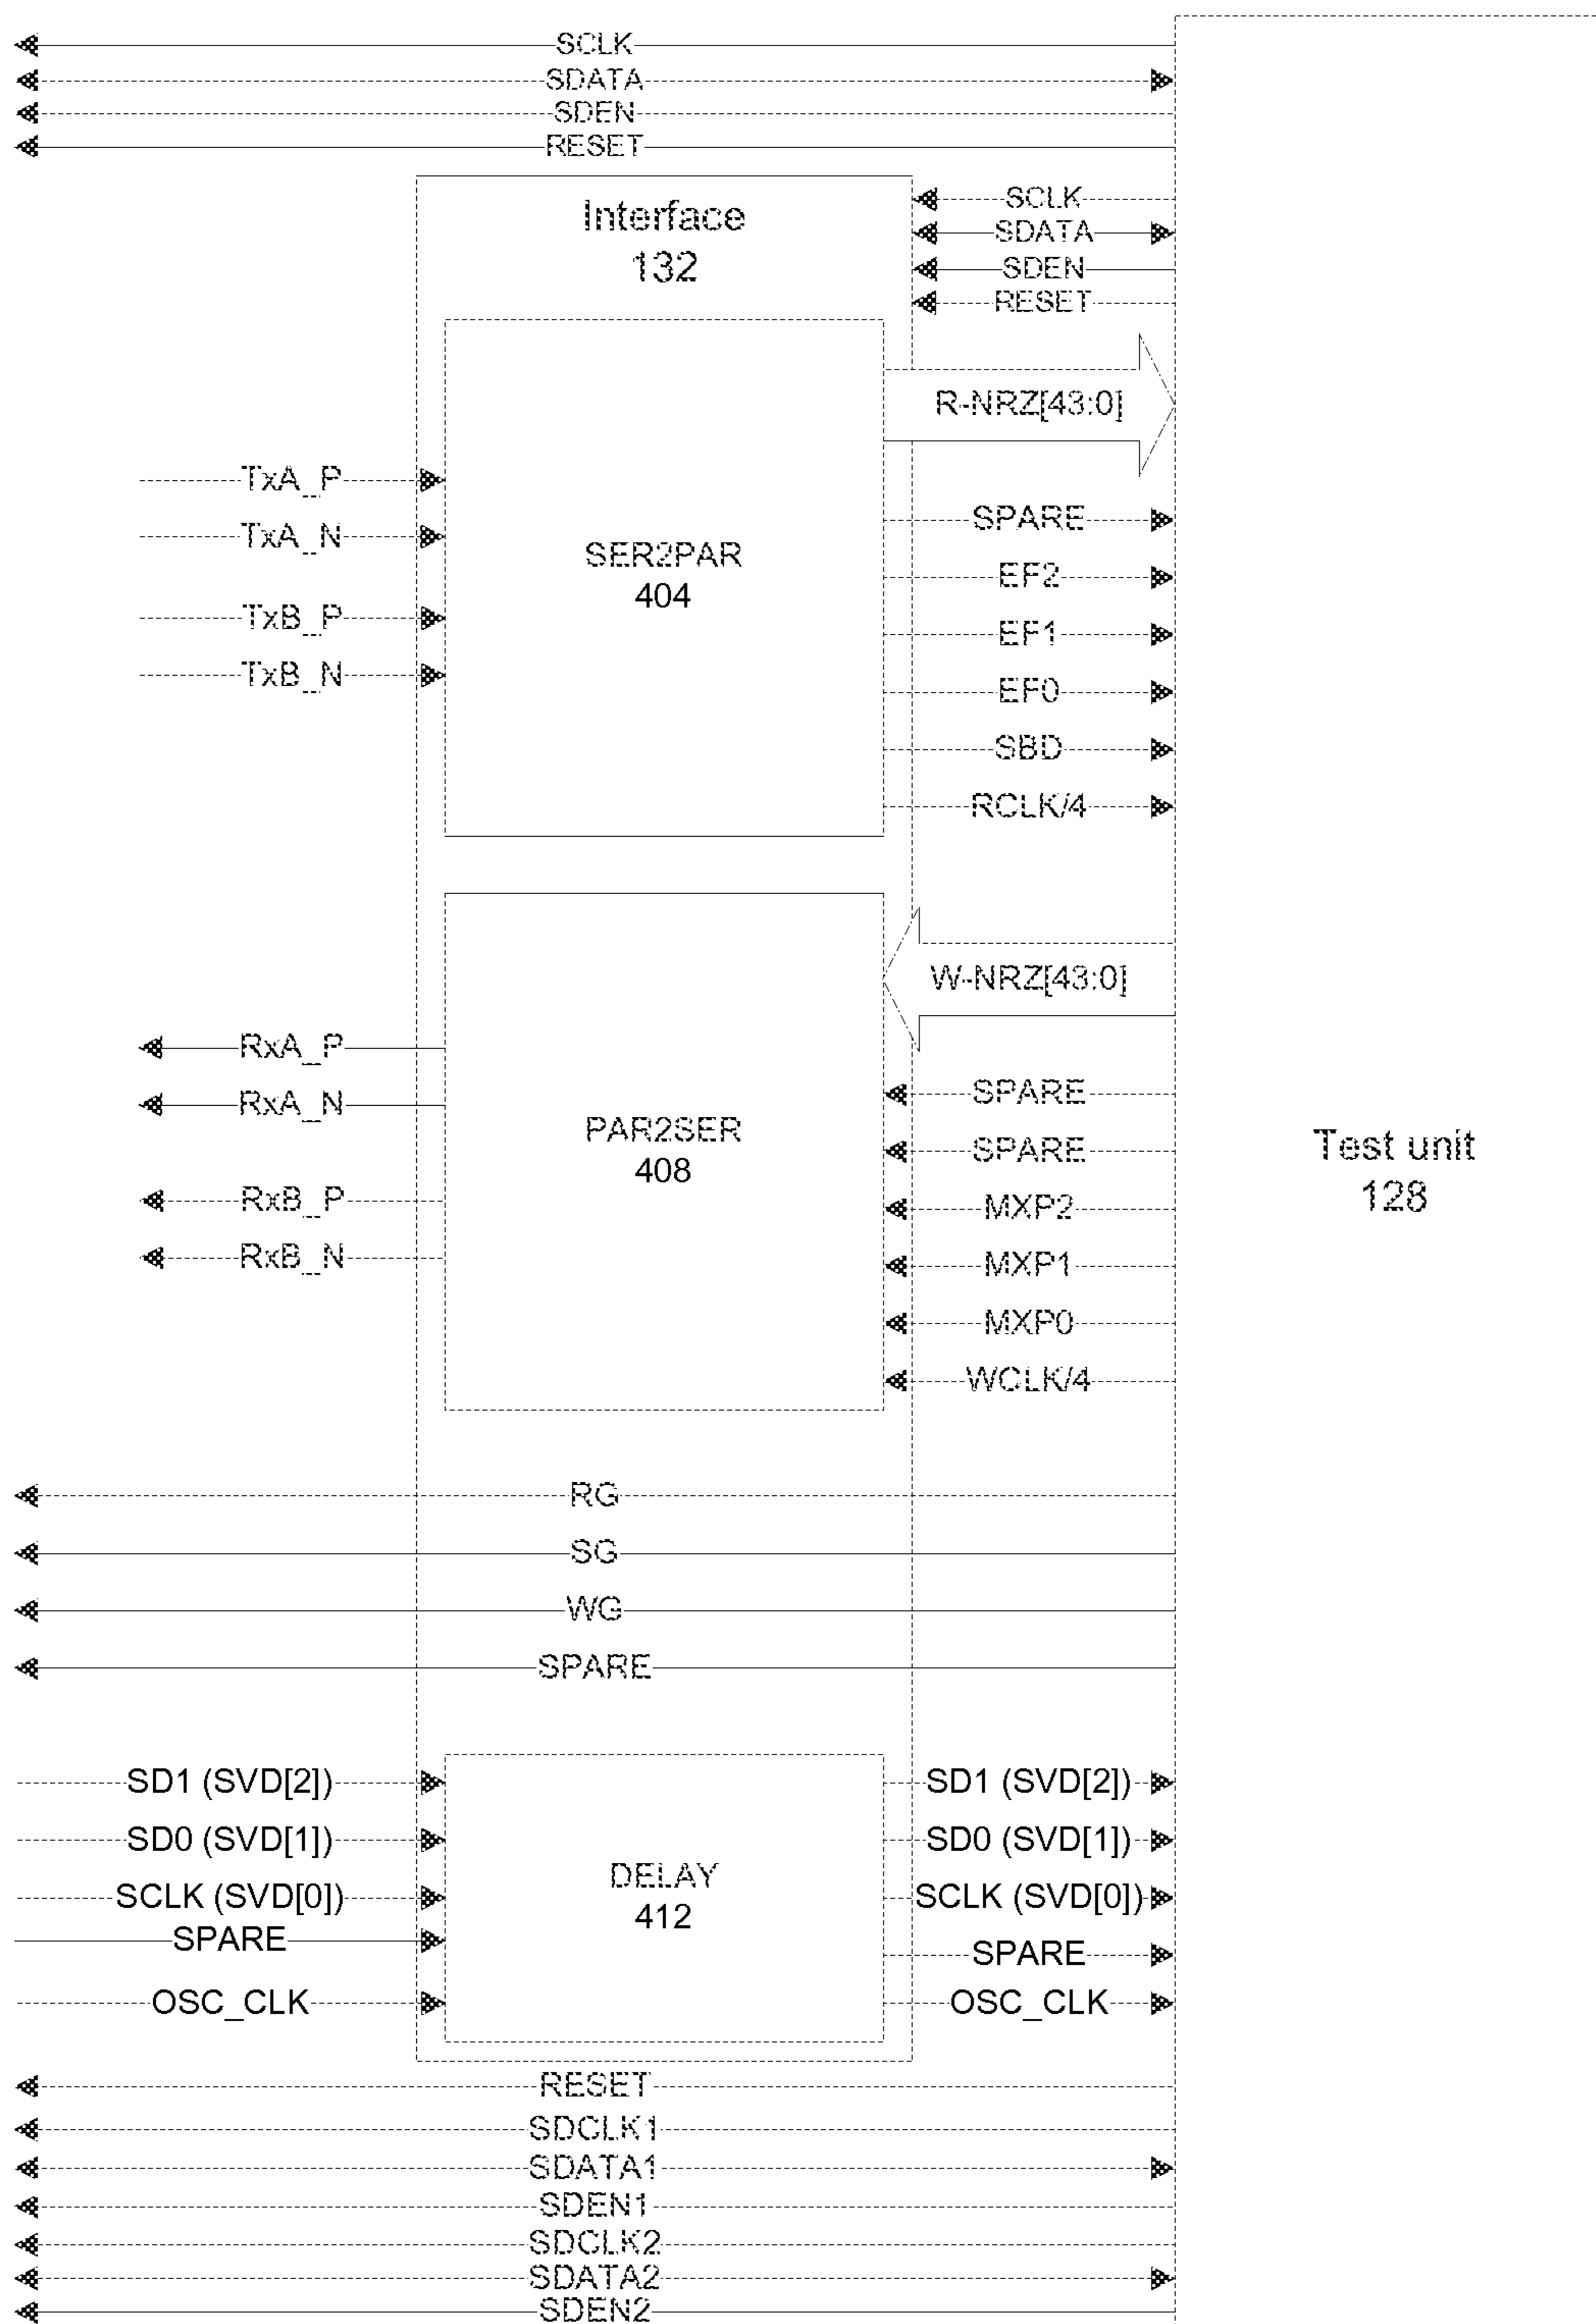 SCLK
SDATA
SDEN
RESET
Interface
132
SCLK
SDATA
SDEN
RESET
R-NRZ[43:0]
TxA_P
TxA_N
TxB_P
TxB_N
SER2PAR
404
SPARE
EF2
EF1
EF0
SBD
RCLK/4
W-NRZ[43:0]
RxA_P
RxA_N
RxB_P
RxB_N
PAR2SER
408
SPARE
SPARE
MXP2
MXP1
MXP0
WCLK/4
Test unit
128
RG
SG
WG
SPARE
SD1 (SVD[2])
SD0 (SVD[1])
SCLK (SVD[0])
SPARE
OSC_CLK
DELAY
412
SD1 (SVD[2])
SD0 (SVD[1])
SCLK (SVD[0])
SPARE
OSC_CLK
RESET
SDCLK1
SDATA1
SDEN1
SDCLK2
SDATA2
SDEN2